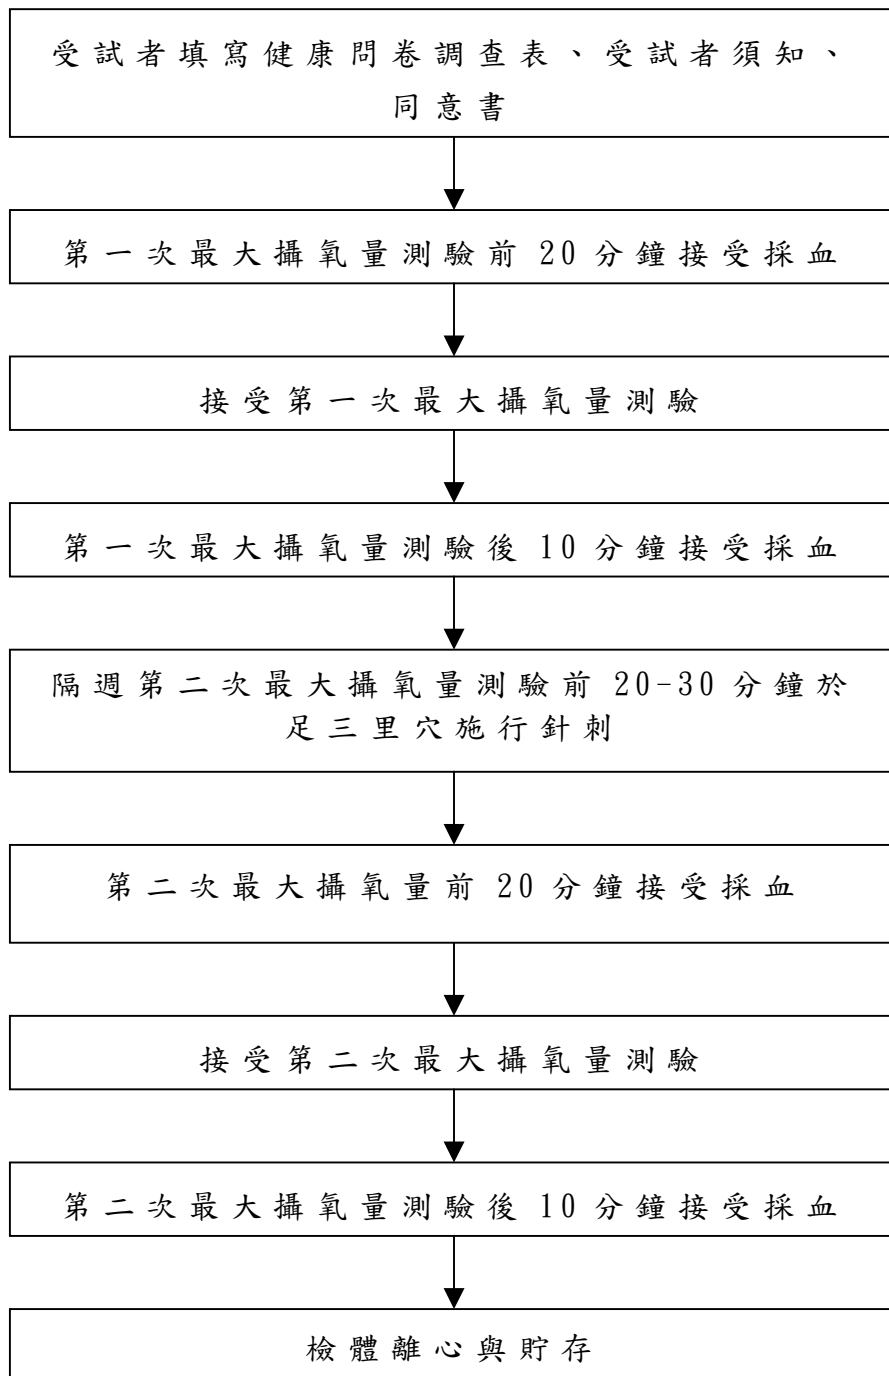 受試者填寫健康問卷調查表、受試者須知、
同意書
第一次最大攝氧量測驗前 20 分鐘接受採血
接受第一次最大攝氧量測驗
第一次最大攝氧量測驗後 10 分鐘接受採血
隔週第二次最大攝氧量測驗前 20-30 分鐘於
足三里穴施行針刺
第二次最大攝氧量前 20 分鐘接受採血
接受第二次最大攝氧量測驗
第二次最大攝氧量測驗後 10 分鐘接受採血
檢體離心與貯存